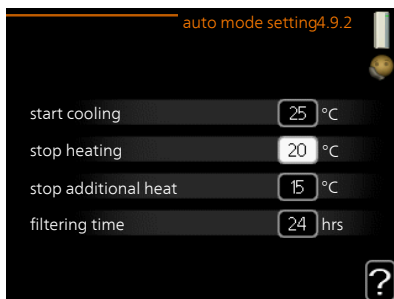 auto mode setting4.9.2
start cooling 25 °C
stop heating 20 °C
stop additional heat 15 °C
filtering time 24 hrs
?